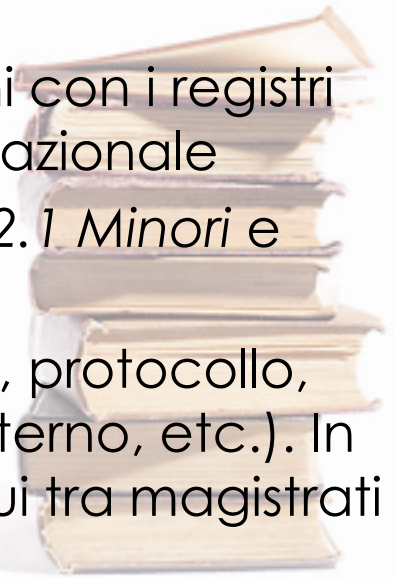 i con i registri
azionale
2.1 Minori e
, protocollo,
terno, etc.). In
ui tra magistrati